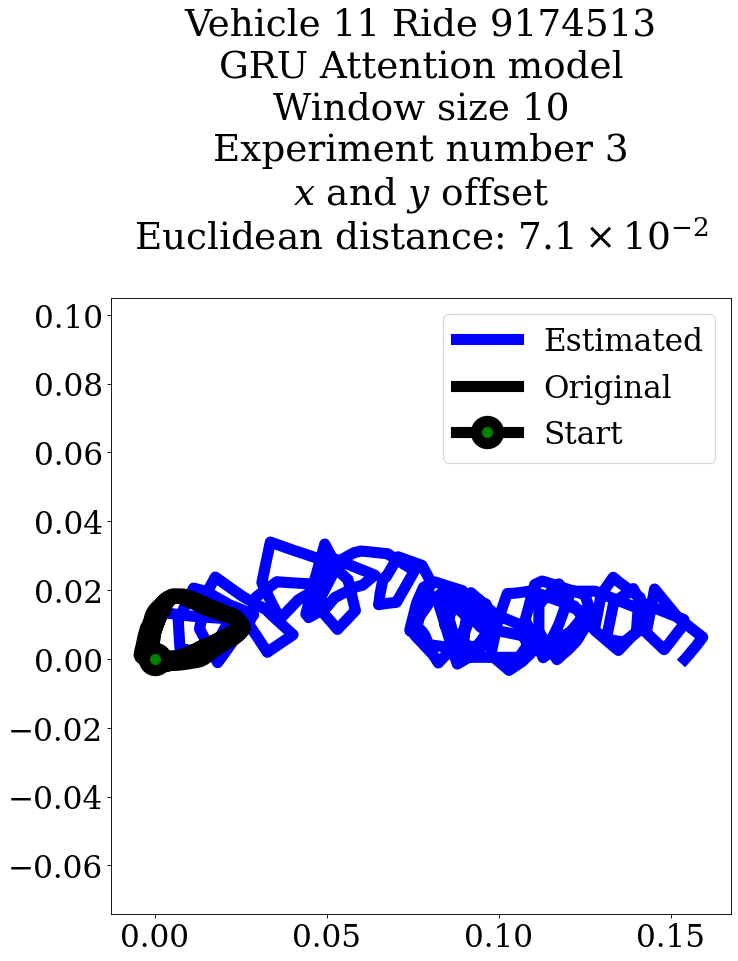 Vehicle 11 Ride 9174513
GRU Attention model
Window size 10
Experiment number 3
x and y offset
Euclidean distance: 7.1 × 10⁻²
Estimated
Original
Start
0.10
0.08
0.06
0.04
0.02
0.00
−0.02
−0.04
−0.06
0.00 0.05 0.10 0.15